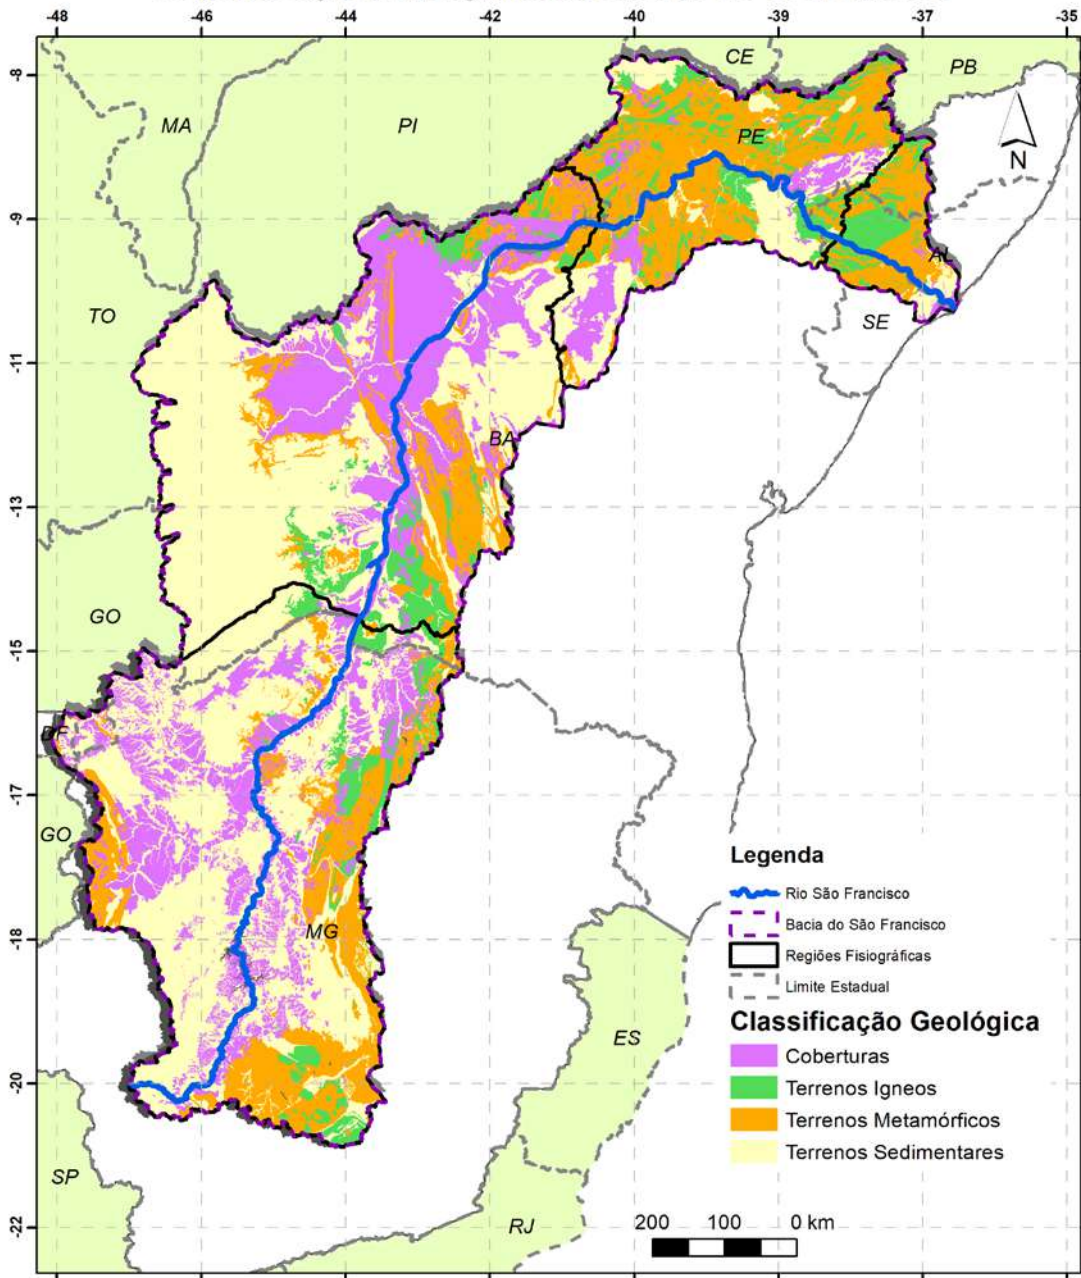 -48 -46 -44 -42 -40 -39 -37 -35
CE
PB
-8
MA
PI
PE
N
-9
AL
TO
SE
-11
BA
-13
GO
-15
DF
-17
GO
Legenda
Rio São Francisco
Bacia do São Francisco
MG
-18
Regiões Fisiográficas
Limite Estadual
Classificação Geológica
ES
Coberturas
-20
Terrenos Igneos
Terrenos Metamórficos
Terrenos Sedimentares
SP
-22
RJ
200 100 0 km